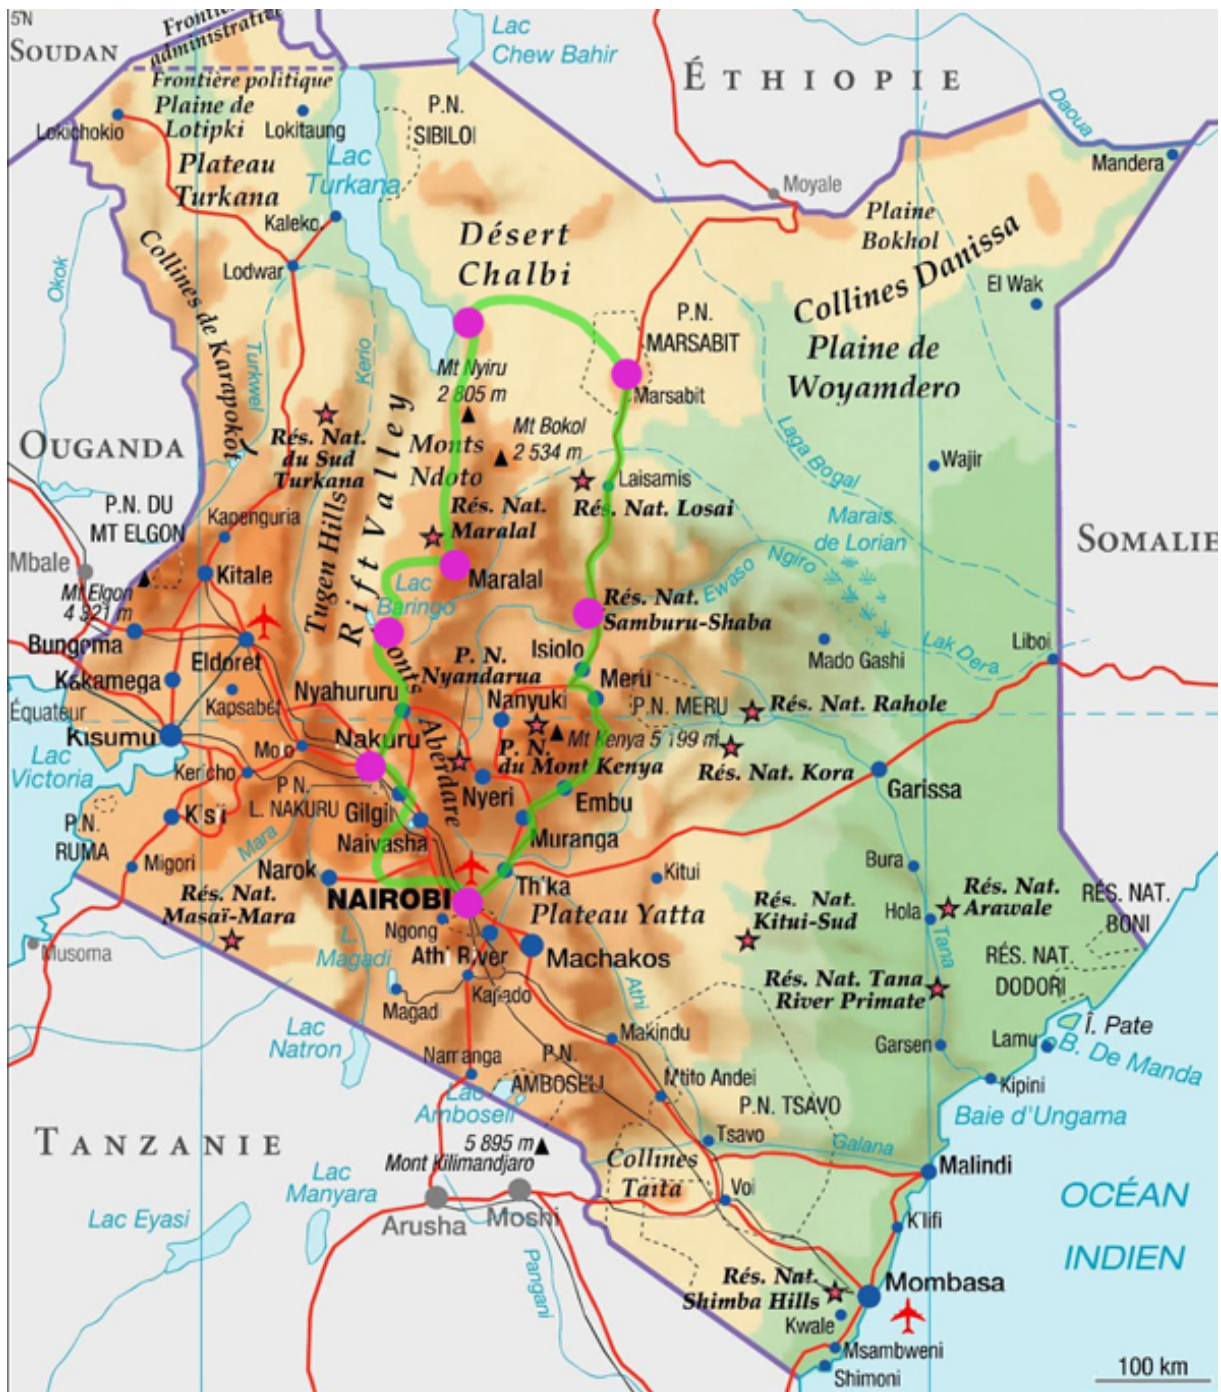 5°N
SOUDAN
Frontière
administrative
Lac
Chew Bahir
ÉTHIOPIE
Frontière politique
Plaine de
Lotipki
Lokichokio
Lokitaung
P.N.
SIBILOI
Daoua
Mandera
Lac
Turkana
Plateau
Turkana
Moyale
Kaleko
Plaine
Bokhol
Désert
Chalbi
Collines Danissa
Lodwar
Okok
Collines de Karapokot
El Wak
P.N.
MARSABIT
Plaine de
Woyamdero
Turkwel
Kerio
Mt Nyiru
2 805 m
Marsabit
OUGANDA
Rés. Nat.
du Sud
Turkana
Rift Valley
Monts
Ndoto
Mt Bokol
2 534 m
Laga Bogal
Wajir
Laisamis
Rés. Nat. Losai
P.N. DU
MT ELGON
Kapenguria
Tugen Hills
Rés. Nat.
Maralal
Marais
de Lorian
SOMALIE
Mbale
Mt Elgon
4 321 m
Kitale
Maralal
Lac
Baringo
Ewaso
Ngiro
Rés. Nat.
Samburu-Shaba
Bungoma
Eldoret
Isiolo
Mado Gashi
Lak Dera
Liboi
Kakamega
Kapsabet
Nyahururu
Monts
Aberdare
P. N.
Nyandarua
Nanyuki
Meru
P.N. MERU
Rés. Nat. Rahole
Équateur
Kisumu
Lac
Victoria
Molo
Nakuru
Mt Kenya 5 199 m
P. N.
du Mont Kenya
Rés. Nat. Kora
Kericho
P.N.
L. NAKURU
Nyeri
Embu
Garissa
Kisii
Gilgil
Muranga
P.N.
RUMA
Mara
Naivasha
Migori
Narok
Thika
Kitui
Bura
NAIROBI
Rés. Nat.
Masaï-Mara
Plateau Yatta
Rés. Nat.
Kitui-Sud
Hola
Rés. Nat.
Arawale
RÉS. NAT.
BONI
Musoma
Ngong
L.
Magadi
Athi River
Machakos
Tana
RÉS. NAT.
DODORI
Magadi
Kajiado
Athi
Rés. Nat. Tana
River Primate
Lac
Natron
Makindu
Garsen
Lamu
Î. Pate
B. De Manda
Namanga
P.N.
AMBOSELI
Lac
Amboseli
Mtito Andei
Kipini
P.N. TSAVO
Baie d'Ungama
TANZANIE
5 895 m
Mont Kilimandjaro
Tsavo
Galana
Collines
Taita
Malindi
Lac
Manyara
Arusha
Moshi
Voi
OCÉAN
INDIEN
Lac Eyasi
Kilifi
Pangani
Rés. Nat.
Shimba Hills
Mombasa
Kwale
Msambweni
Shimoni
100 km